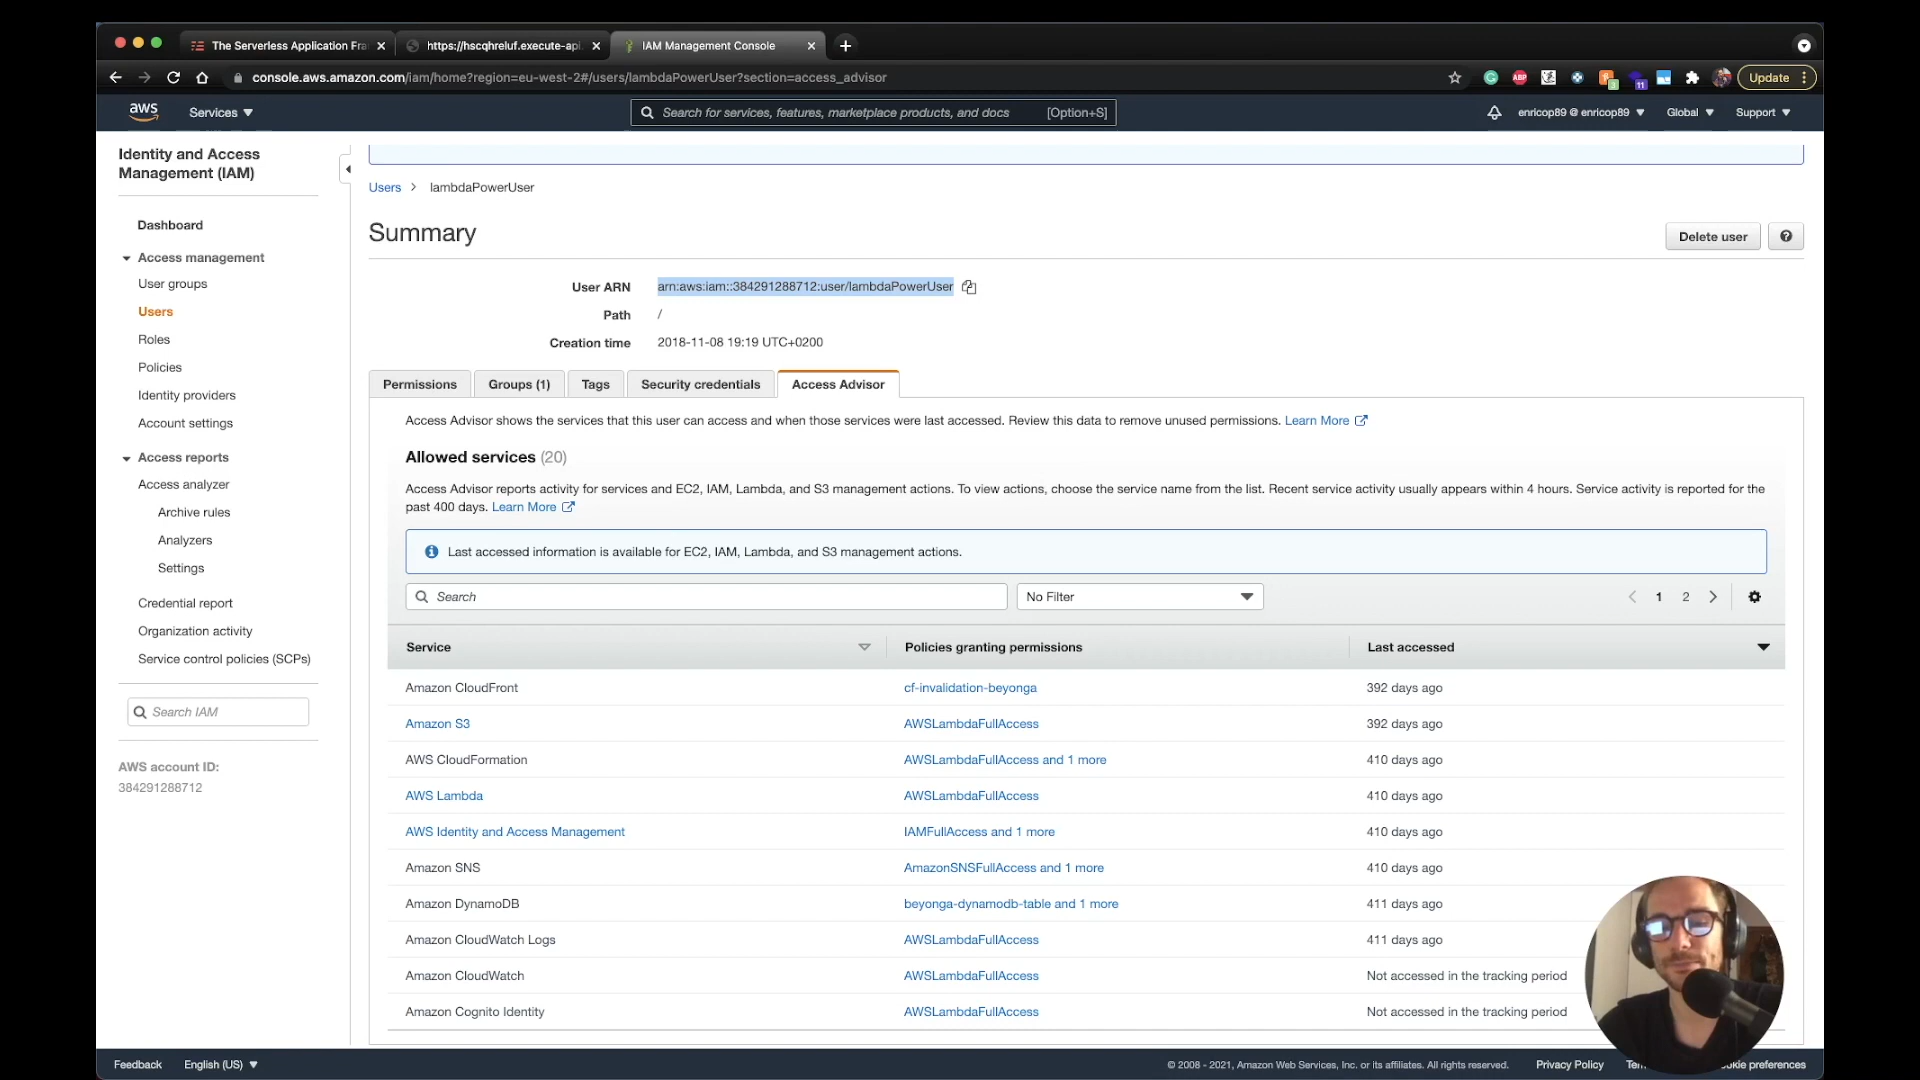 The Serverless Application Fra
https://hscqhreluf.execute-api.
IAM Management Console
console.aws.amazon.com/iam/home?region=eu-west-2#/users/lambdaPowerUser?section=access_advisor
ABP
3
11
Update
aws
Services
Search for services, features, marketplace products, and docs
[Option+S]
enricop89 @ enricop89
Global
Support
Identity and Access
Management (IAM)
Dashboard
Access management
User groups
Users
Roles
Policies
Identity providers
Account settings
Access reports
Access analyzer
Archive rules
Analyzers
Settings
Credential report
Organization activity
Service control policies (SCPs)
Search IAM
AWS account ID:
384291288712
Users > lambdaPowerUser
Summary
Delete user
?
User ARN arn:aws:iam::384291288712:user/lambdaPowerUser
Path /
Creation time 2018-11-08 19:19 UTC+0200
Permissions
Groups (1)
Tags
Security credentials
Access Advisor
Access Advisor shows the services that this user can access and when those services were last accessed. Review this data to remove unused permissions. Learn More
Allowed services (20)
Access Advisor reports activity for services and EC2, IAM, Lambda, and S3 management actions. To view actions, choose the service name from the list. Recent service activity usually appears within 4 hours. Service activity is reported for the
past 400 days. Learn More
Last accessed information is available for EC2, IAM, Lambda, and S3 management actions.
Search
No Filter
1 2
Service Policies granting permissions Last accessed
Amazon CloudFront cf-invalidation-beyonga 392 days ago
Amazon S3 AWSLambdaFullAccess 392 days ago
AWS CloudFormation AWSLambdaFullAccess and 1 more 410 days ago
AWS Lambda AWSLambdaFullAccess 410 days ago
AWS Identity and Access Management IAMFullAccess and 1 more 410 days ago
Amazon SNS AmazonSNSFullAccess and 1 more 410 days ago
Amazon DynamoDB beyonga-dynamodb-table and 1 more 411 days ago
Amazon CloudWatch Logs AWSLambdaFullAccess 411 days ago
Amazon CloudWatch AWSLambdaFullAccess Not accessed in the tracking period
Amazon Cognito Identity AWSLambdaFullAccess Not accessed in the tracking period
Feedback
English (US)
© 2008 - 2021, Amazon Web Services, Inc. or its affiliates. All rights reserved.
Privacy Policy
preferences